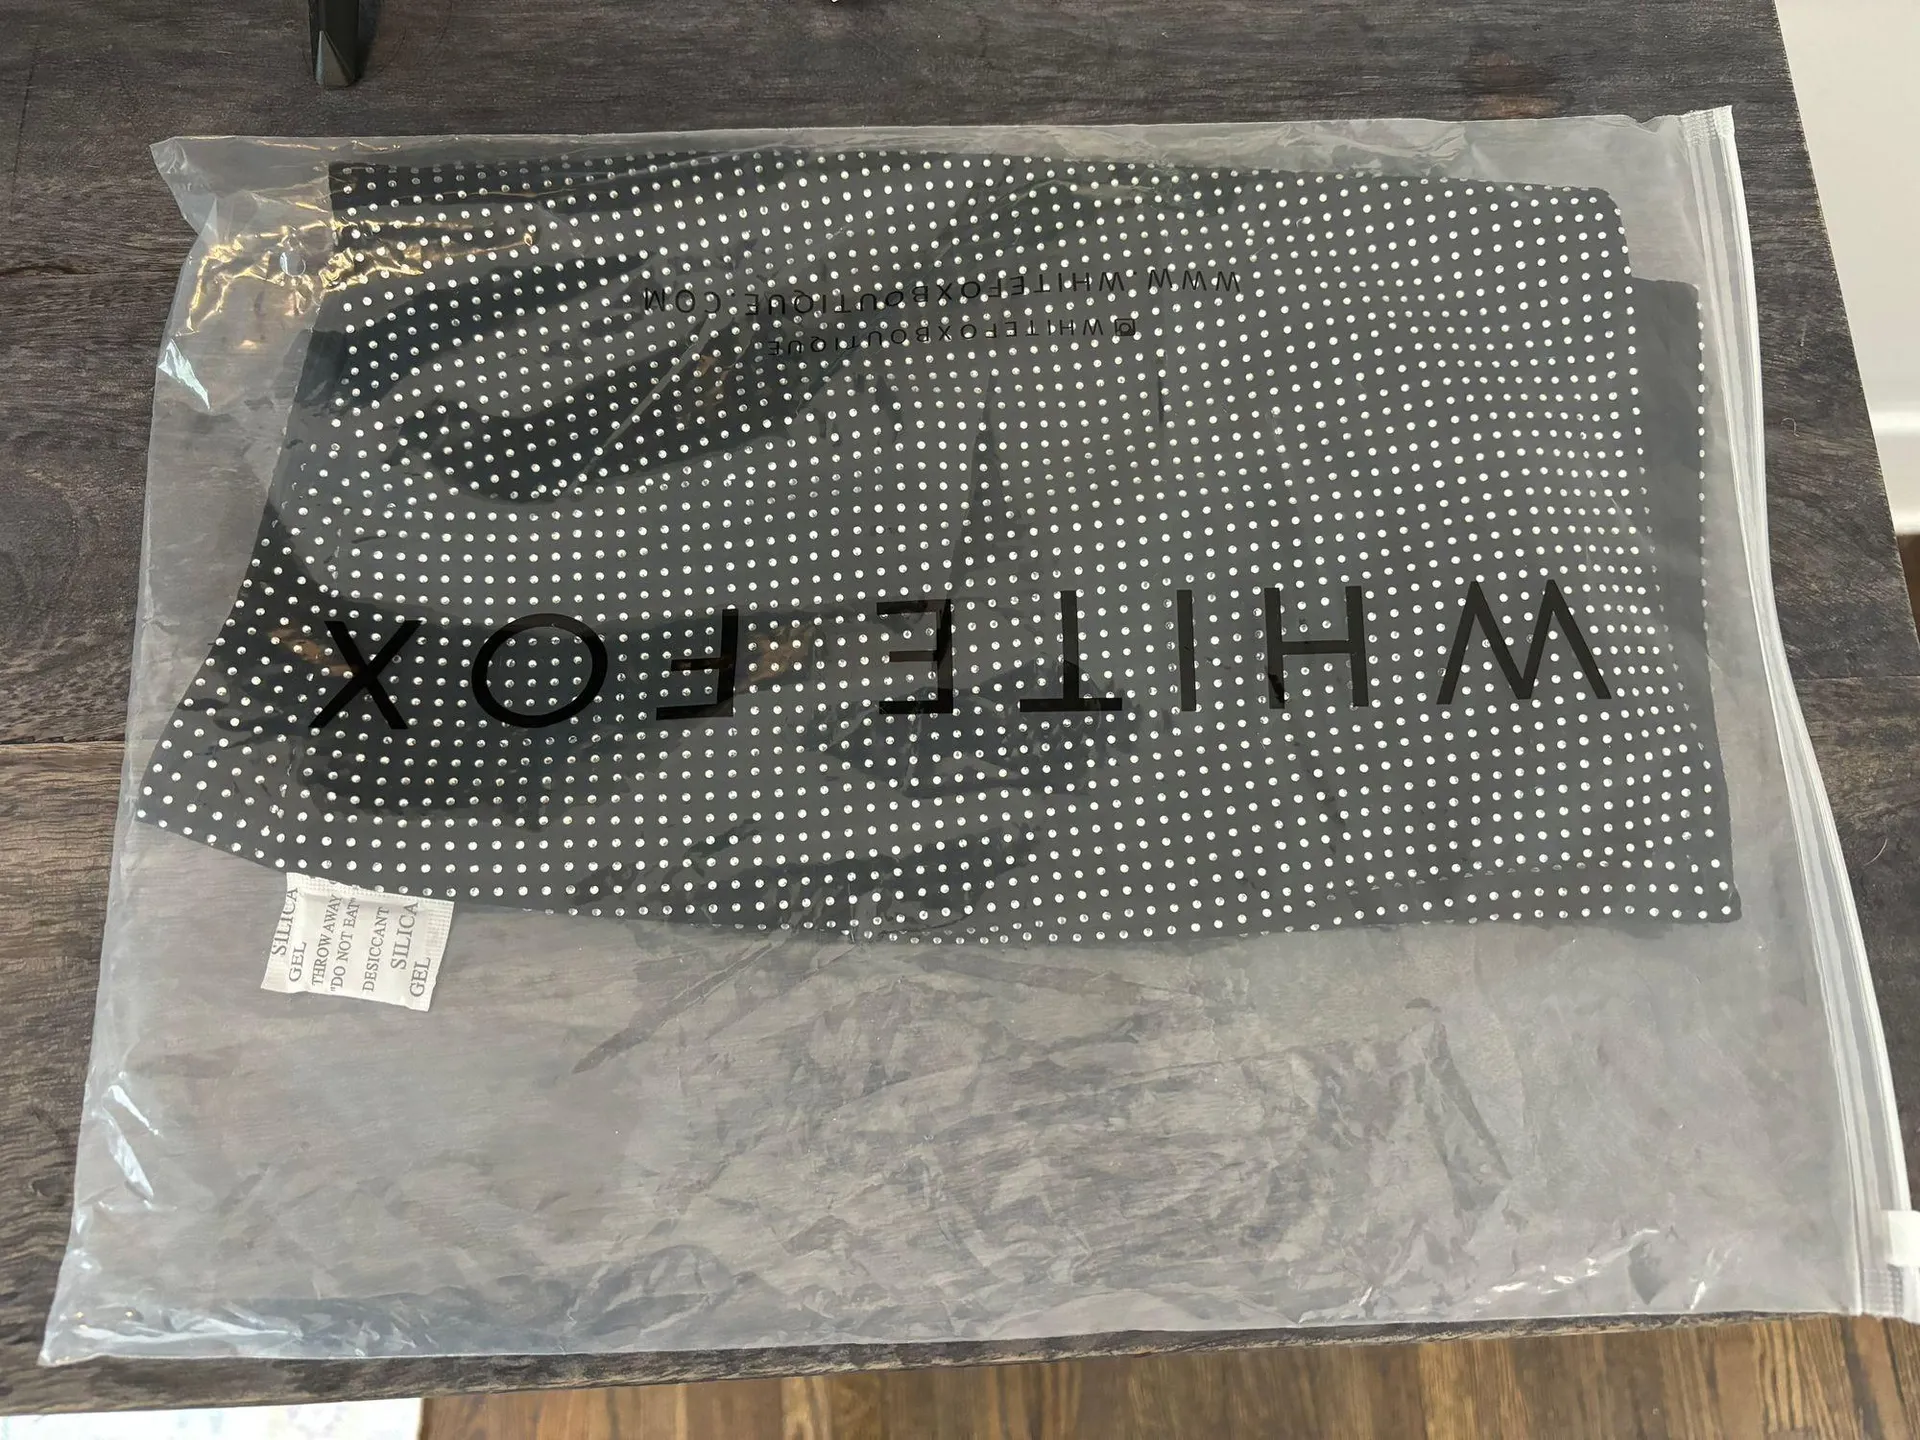 WHITE FOX
WHITEFOXBOUTIQUE
WWW.WHITEFOXBOUTIQUE.COM
SILICA
GEL
THROW AWAY
"DO NOT EAT"
DESICCANT
SILICA
GEL